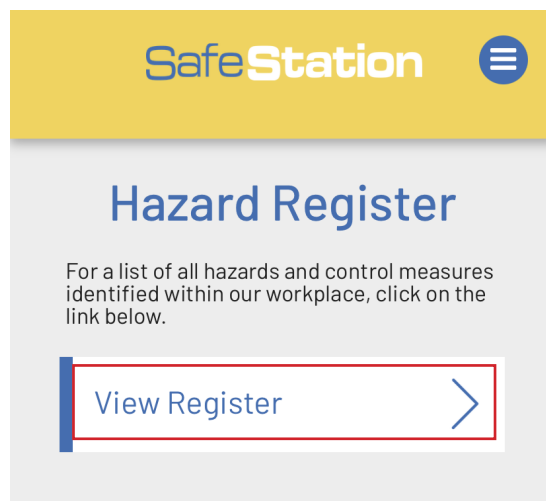 SafeStation
Hazard Register
For a list of all hazards and control measures
identified within our workplace, click on the
link below.
View Register